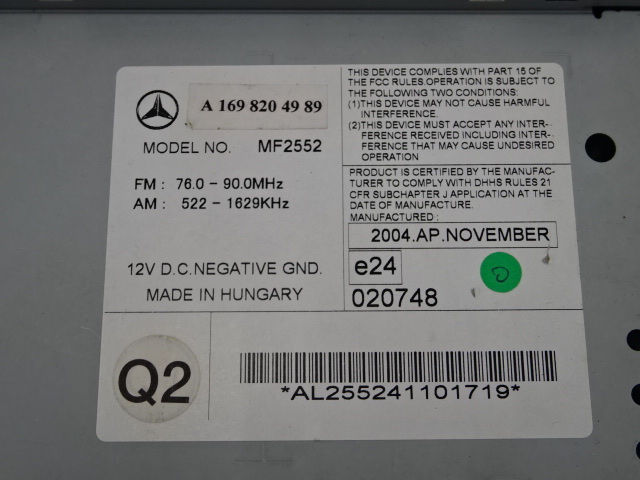 A 169 820 49 89
MODEL NO. MF2552
FM : 76.0 - 90.0MHz
AM : 522 - 1629KHz
12V D.C.NEGATIVE GND.
MADE IN HUNGARY
THIS DEVICE COMPLIES WITH PART 15 OF
THE FCC RULES.OPERATION IS SUBJECT TO
THE FOLLOWING TWO CONDITIONS:
(1)THIS DEVICE MAY NOT CAUSE HARMFUL
INTERFERENCE.
(2)THIS DEVICE MUST ACCEPT ANY INTER-
FERENCE RECEIVED INCLUDING INTER-
FERENCE THAT MAY CAUSE UNDESIRED
OPERATION
PRODUCT IS CERTIFIED BY THE MANUFAC-
TURER TO COMPLY WITH DHHS RULES 21
CFR SUBCHAPTER J APPLICATION AT THE
DATE OF MANUFACTURE.
MANUFACTURED :
2004.AP.NOVEMBER
e24
D
020748
Q2
*AL255241101719*